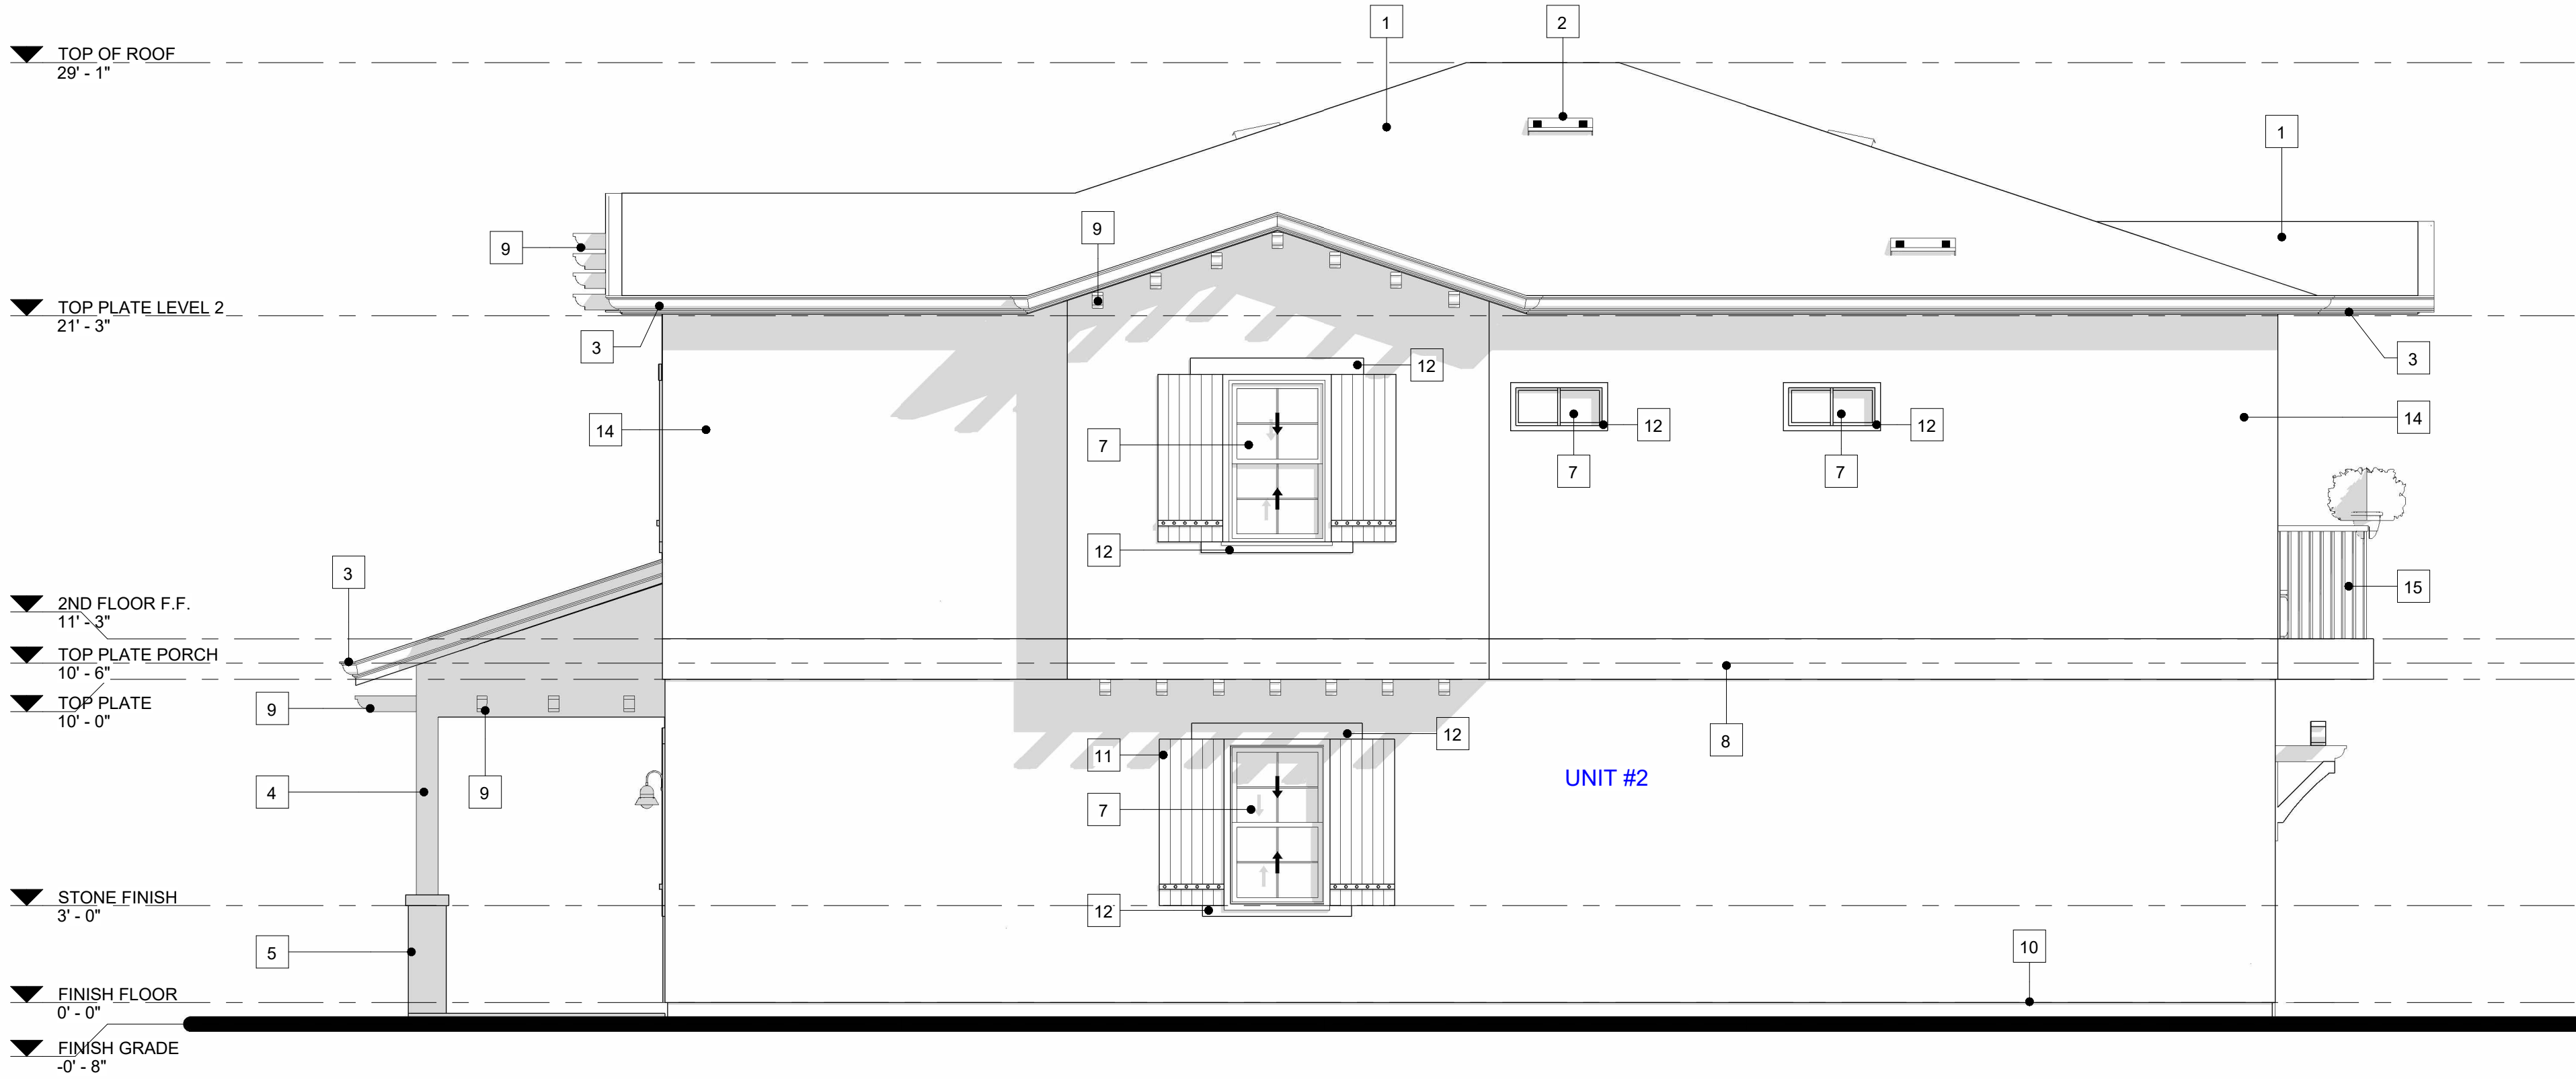 1
2
TOP OF ROOF
29' - 1"
1
9
9
TOP PLATE LEVEL 2
21' - 3"
3
3
12
14
7
12
12
14
7
7
12
3
15
2ND FLOOR F.F.
11' - 3"
TOP PLATE PORCH
10' - 6"
TOP PLATE
10' - 0"
9
12
8
11
UNIT #2
4
9
7
STONE FINISH
3' - 0"
12
5
10
FINISH FLOOR
0' - 0"
FINISH GRADE
-0' - 8"